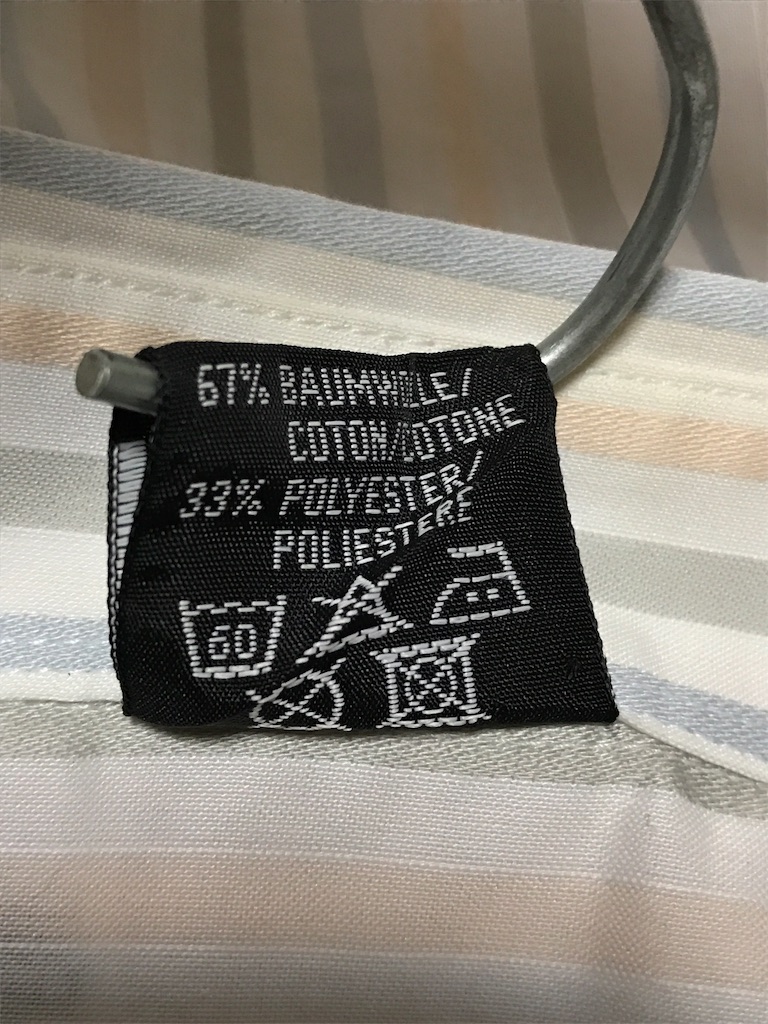 67% BAUMWOLLE/
COTON/COTONE
33% POLYESTER/
POLIESTERE
60